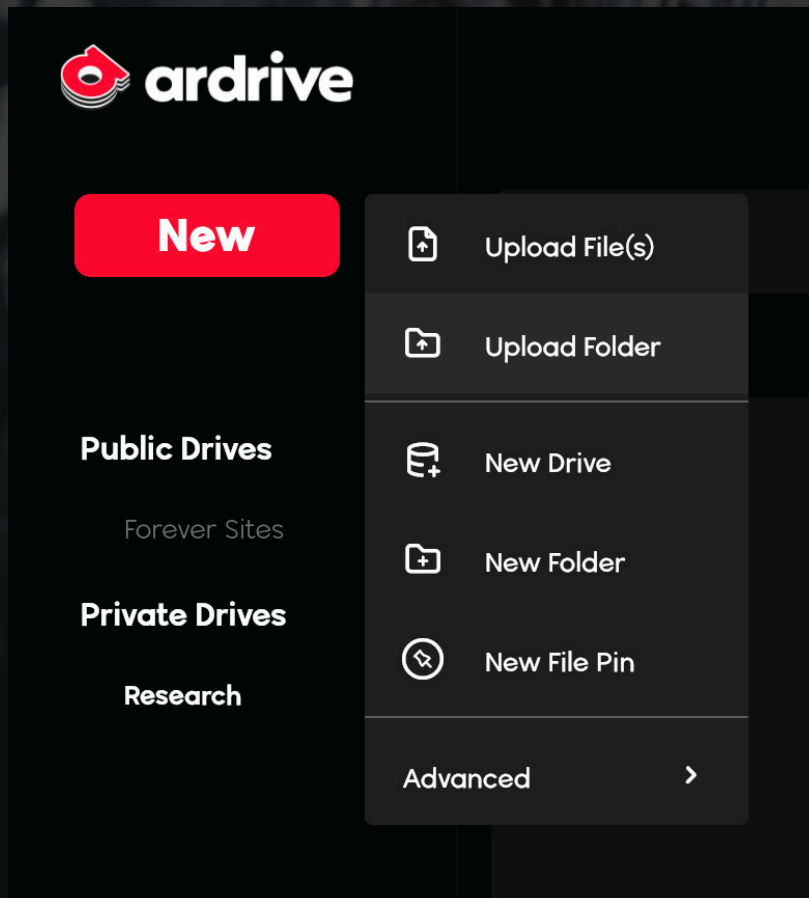 ardrive
New
Upload File(s)
Upload Folder
Public Drives
New Drive
Forever Sites
New Folder
Private Drives
New File Pin
Research
Advanced